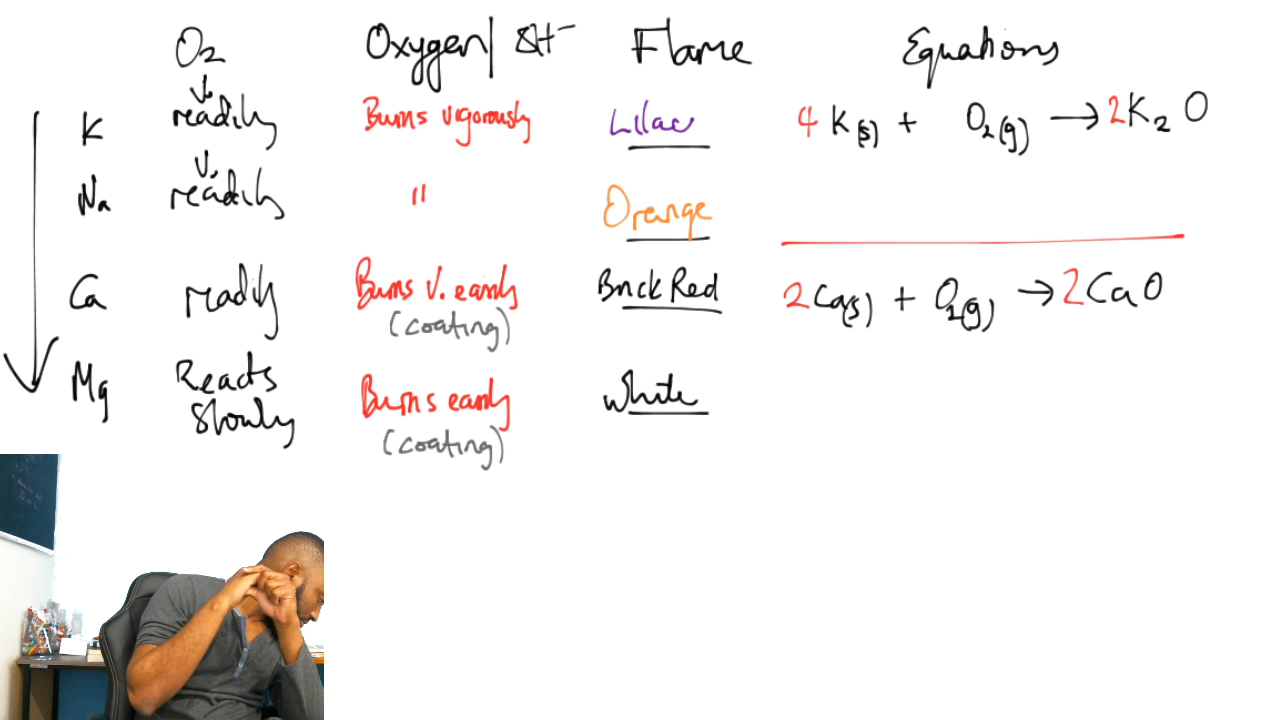 O₂ Oxygen/ΔH⁻ Flame Equations
K v. readily Burns vigorously Lilac 4K(s) + O₂(g) → 2K₂O
Na v. readily " Orange
Ca readily Burns v. easily Brick Red 2Ca(s) + O₂(g) → 2CaO
(coating)
Mg Reacts Slowly Burns easily White
(coating)